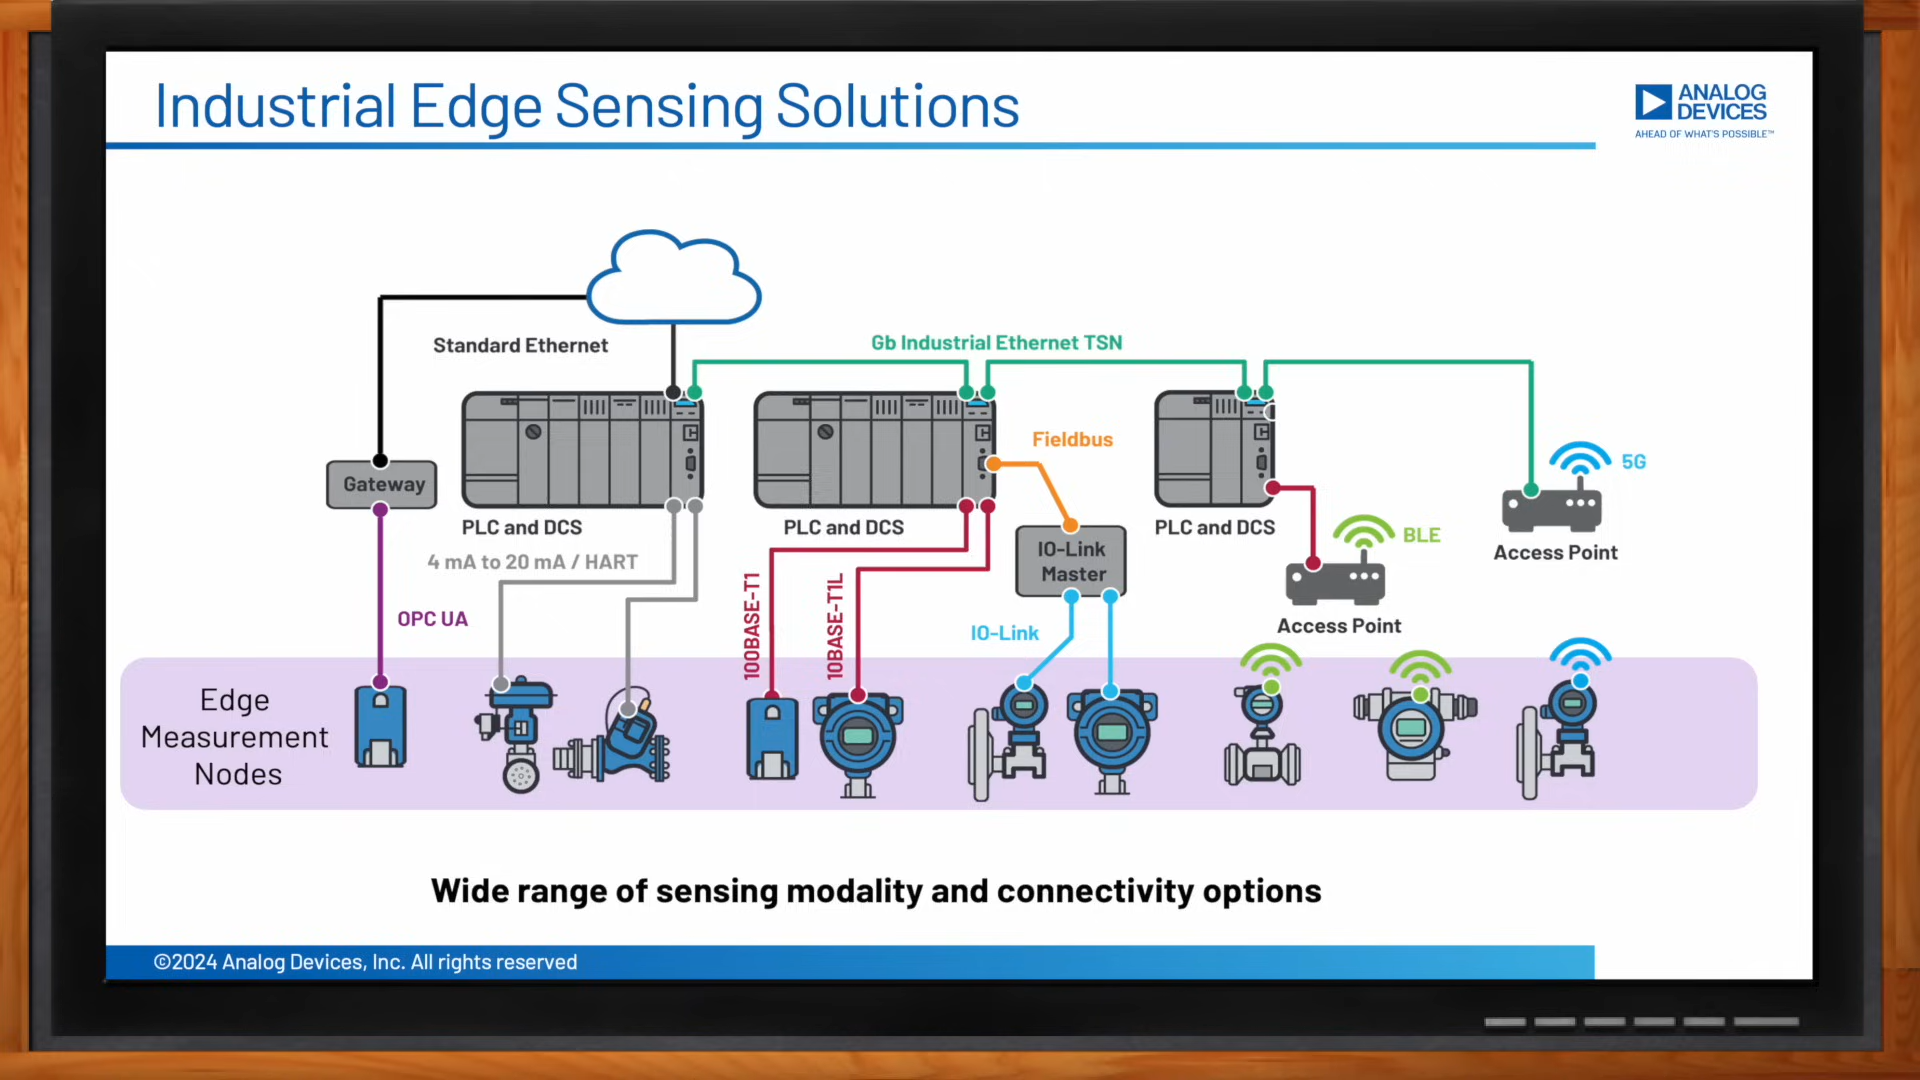 Industrial Edge Sensing Solutions
ANALOG
DEVICES
AHEAD OF WHAT'S POSSIBLE™
Standard Ethernet
Gb Industrial Ethernet TSN
Fieldbus
5G
Gateway
PLC and DCS
PLC and DCS
PLC and DCS
IO-Link
Master
BLE
Access Point
4 mA to 20 mA / HART
100BASE-T1
10BASE-T1L
OPC UA
IO-Link
Access Point
Edge
Measurement
Nodes
Wide range of sensing modality and connectivity options
©2024 Analog Devices, Inc. All rights reserved